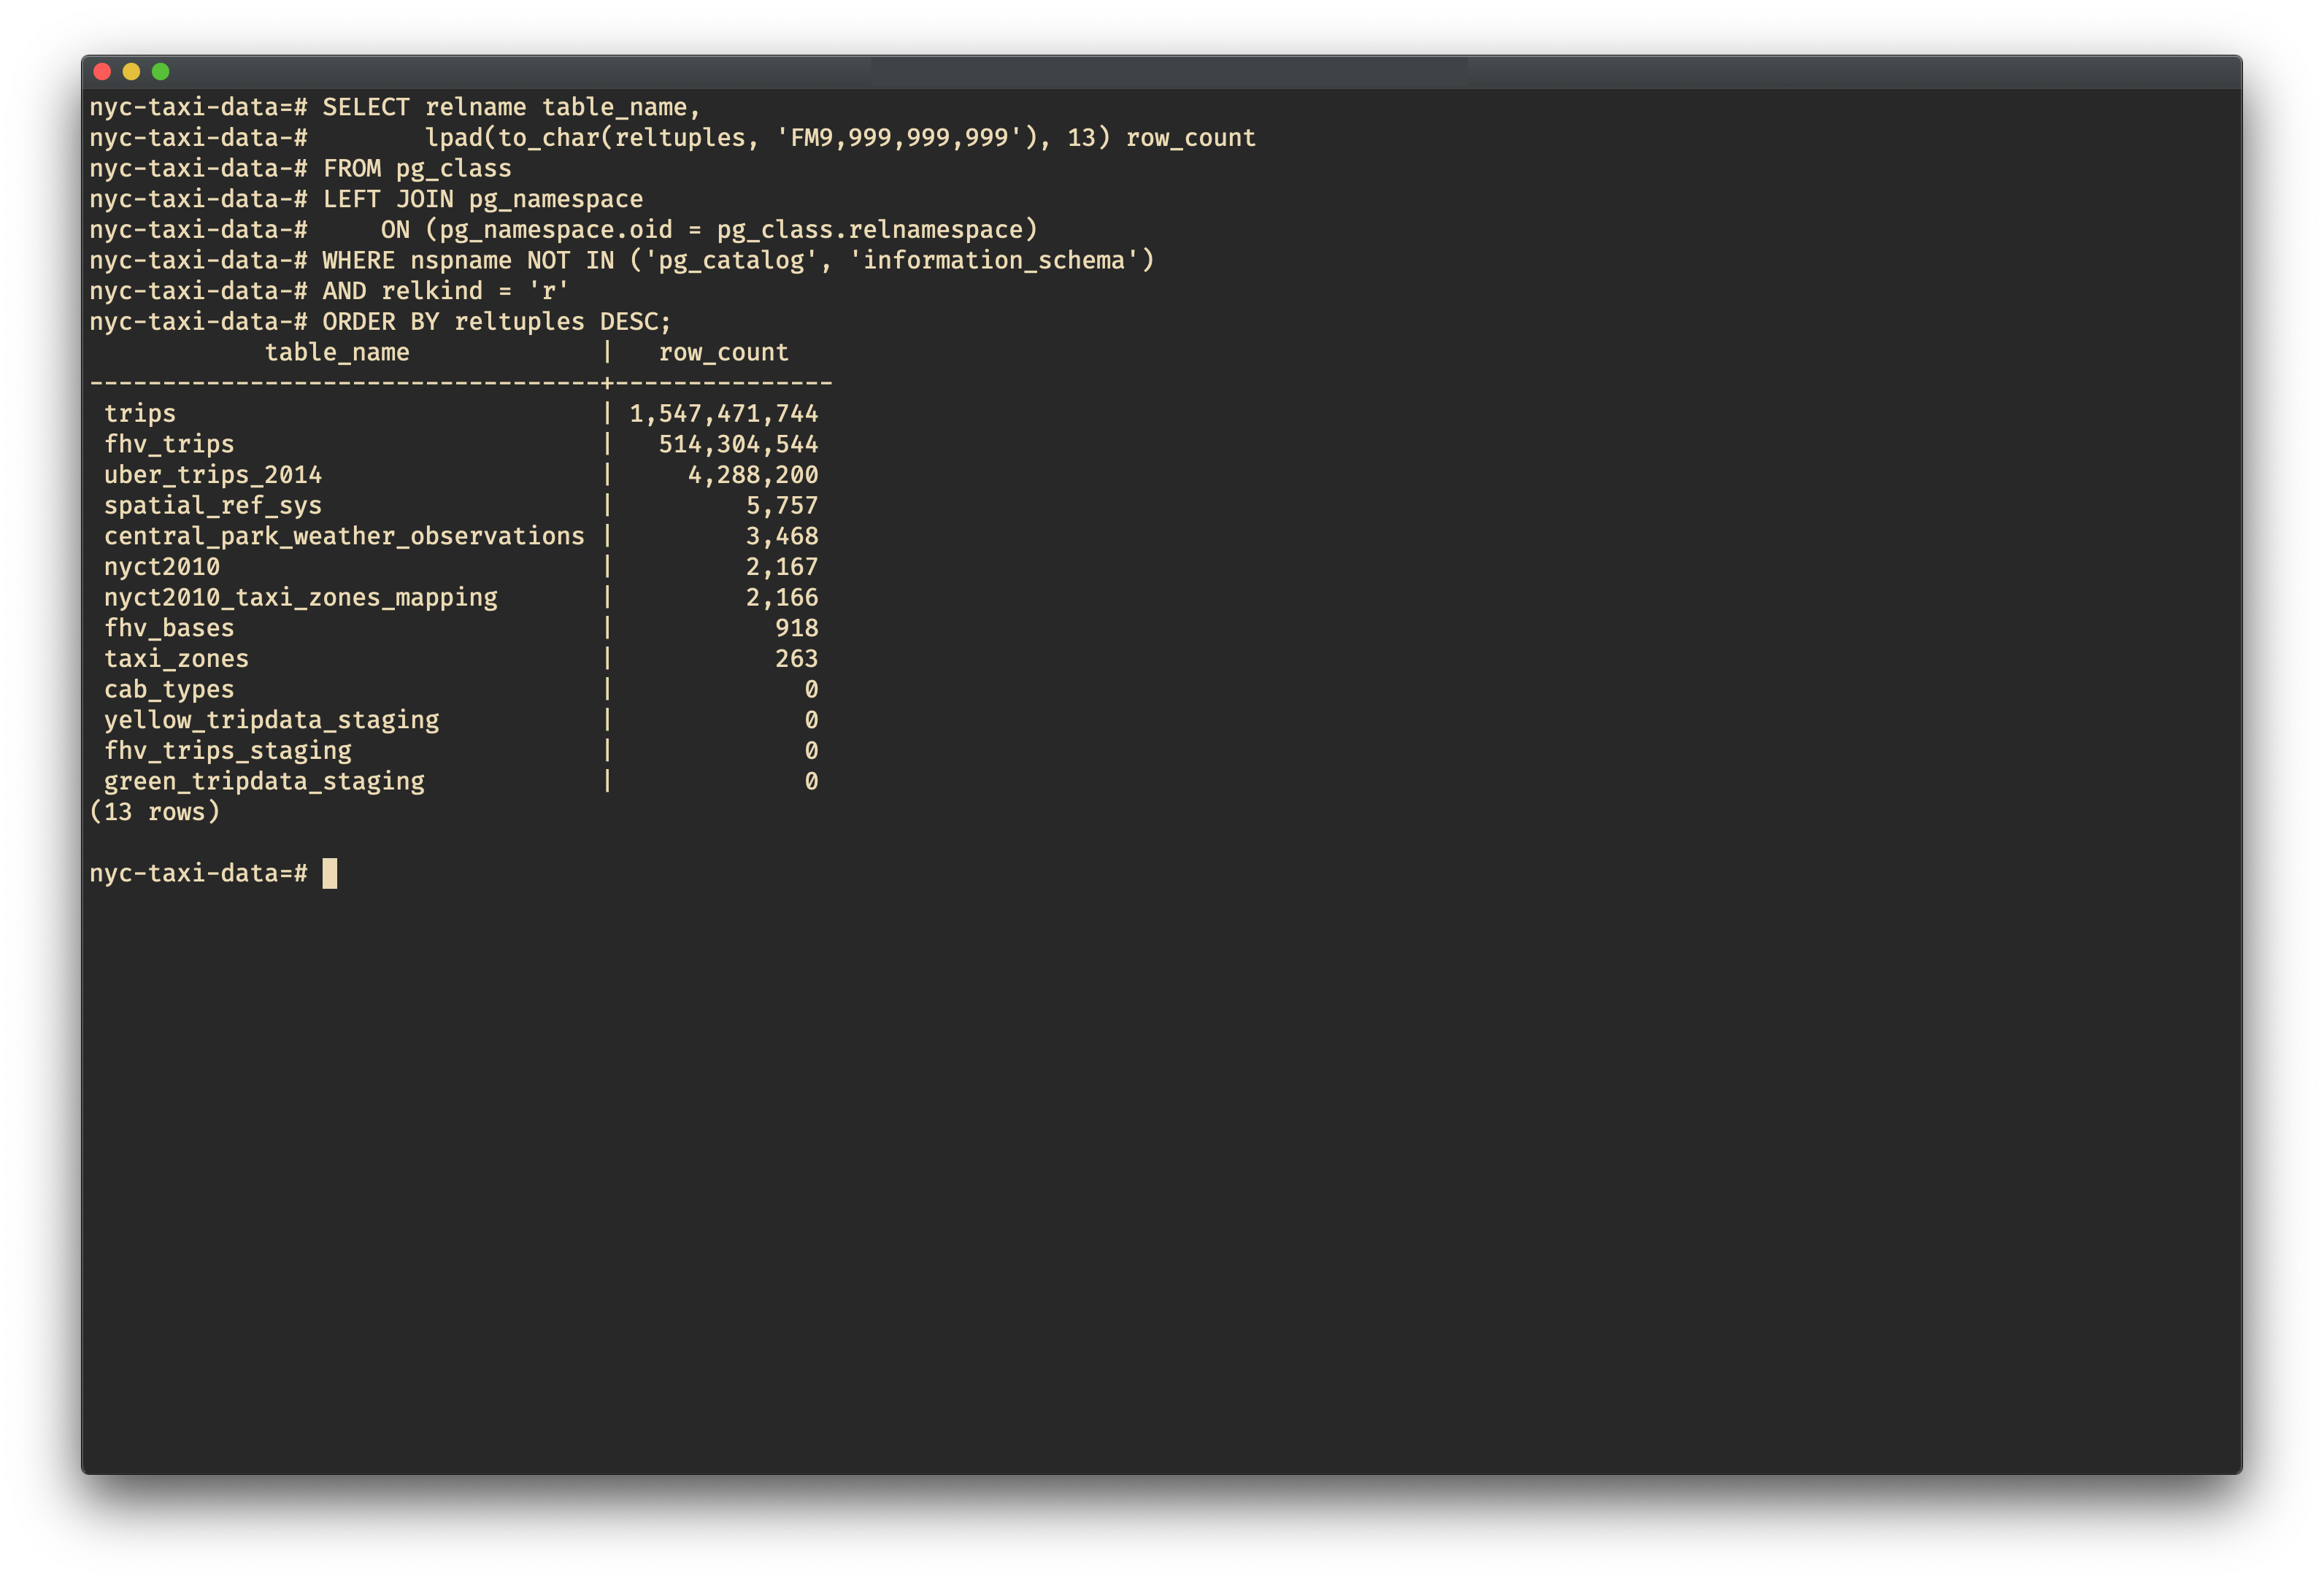 nyc-taxi-data=# SELECT relname table_name,
nyc-taxi-data-#        lpad(to_char(reltuples, 'FM9,999,999,999'), 13) row_count
nyc-taxi-data-# FROM pg_class
nyc-taxi-data-# LEFT JOIN pg_namespace
nyc-taxi-data-#     ON (pg_namespace.oid = pg_class.relnamespace)
nyc-taxi-data-# WHERE nspname NOT IN ('pg_catalog', 'information_schema')
nyc-taxi-data-# AND relkind = 'r'
nyc-taxi-data-# ORDER BY reltuples DESC;
            table_name             |   row_count
-----------------------------------+---------------
 trips                             | 1,547,471,744
 fhv_trips                         |   514,304,544
 uber_trips_2014                   |     4,288,200
 spatial_ref_sys                   |         5,757
 central_park_weather_observations |         3,468
 nyct2010                          |         2,167
 nyct2010_taxi_zones_mapping       |         2,166
 fhv_bases                         |           918
 taxi_zones                        |           263
 cab_types                         |             0
 yellow_tripdata_staging           |             0
 fhv_trips_staging                 |             0
 green_tripdata_staging            |             0
(13 rows)

nyc-taxi-data=#